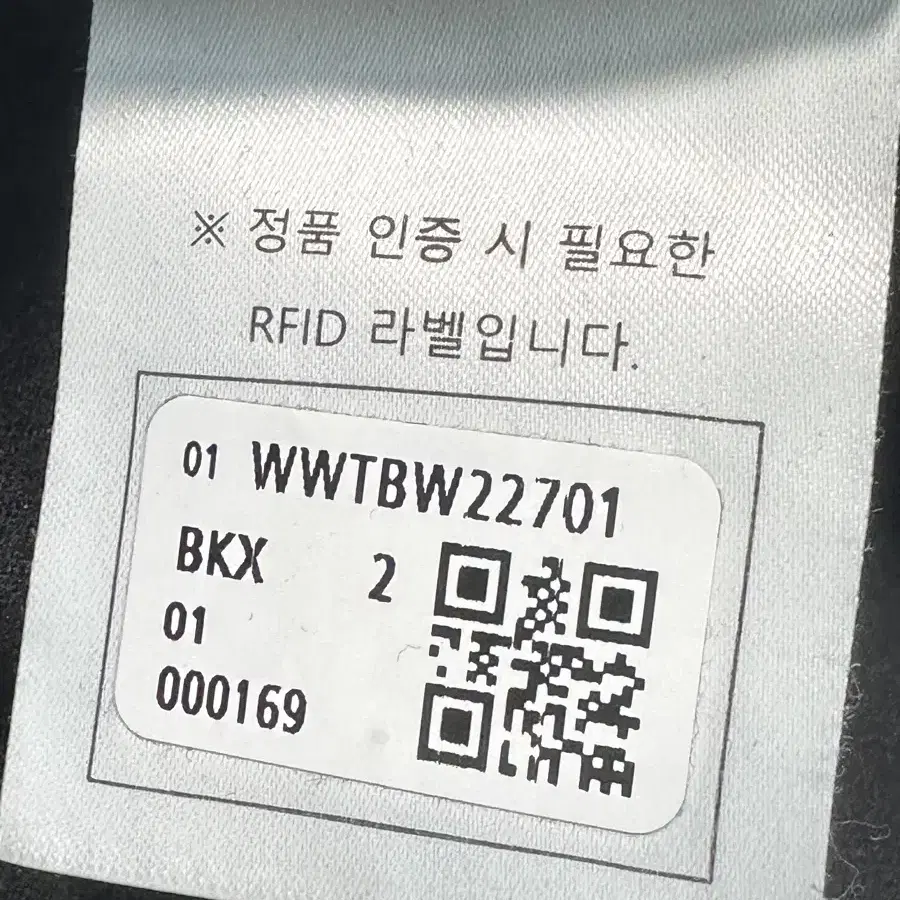 ※ 정품 인증 시 필요한
RFID 라벨입니다.
01 WWTBW22701
BKX 2
01
000169